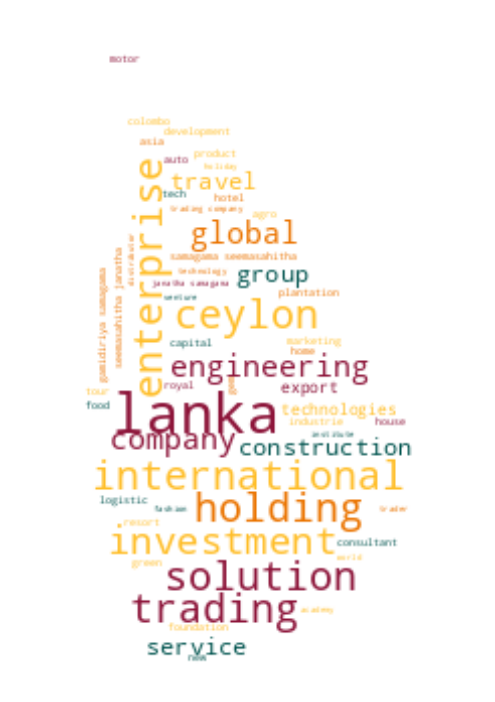 motor
colombo
development
asia
auto
product
holiday
travel
tech
hotel
trading company
agro
enterprise
global
distributor
samagama seemasahitha
gamidiriya samagama
seemasahitha janatha
technology
group
janatha samagama
plantation
venture
ceylon
capital
marketing
home
engineering
royal
gem
export
tour
food
lanka
technologies
industrie
house
institute
company
construction
international
logistic
holding
fashion
trader
resort
investment
consultant
world
green
solution
trading
academy
foundation
service
new